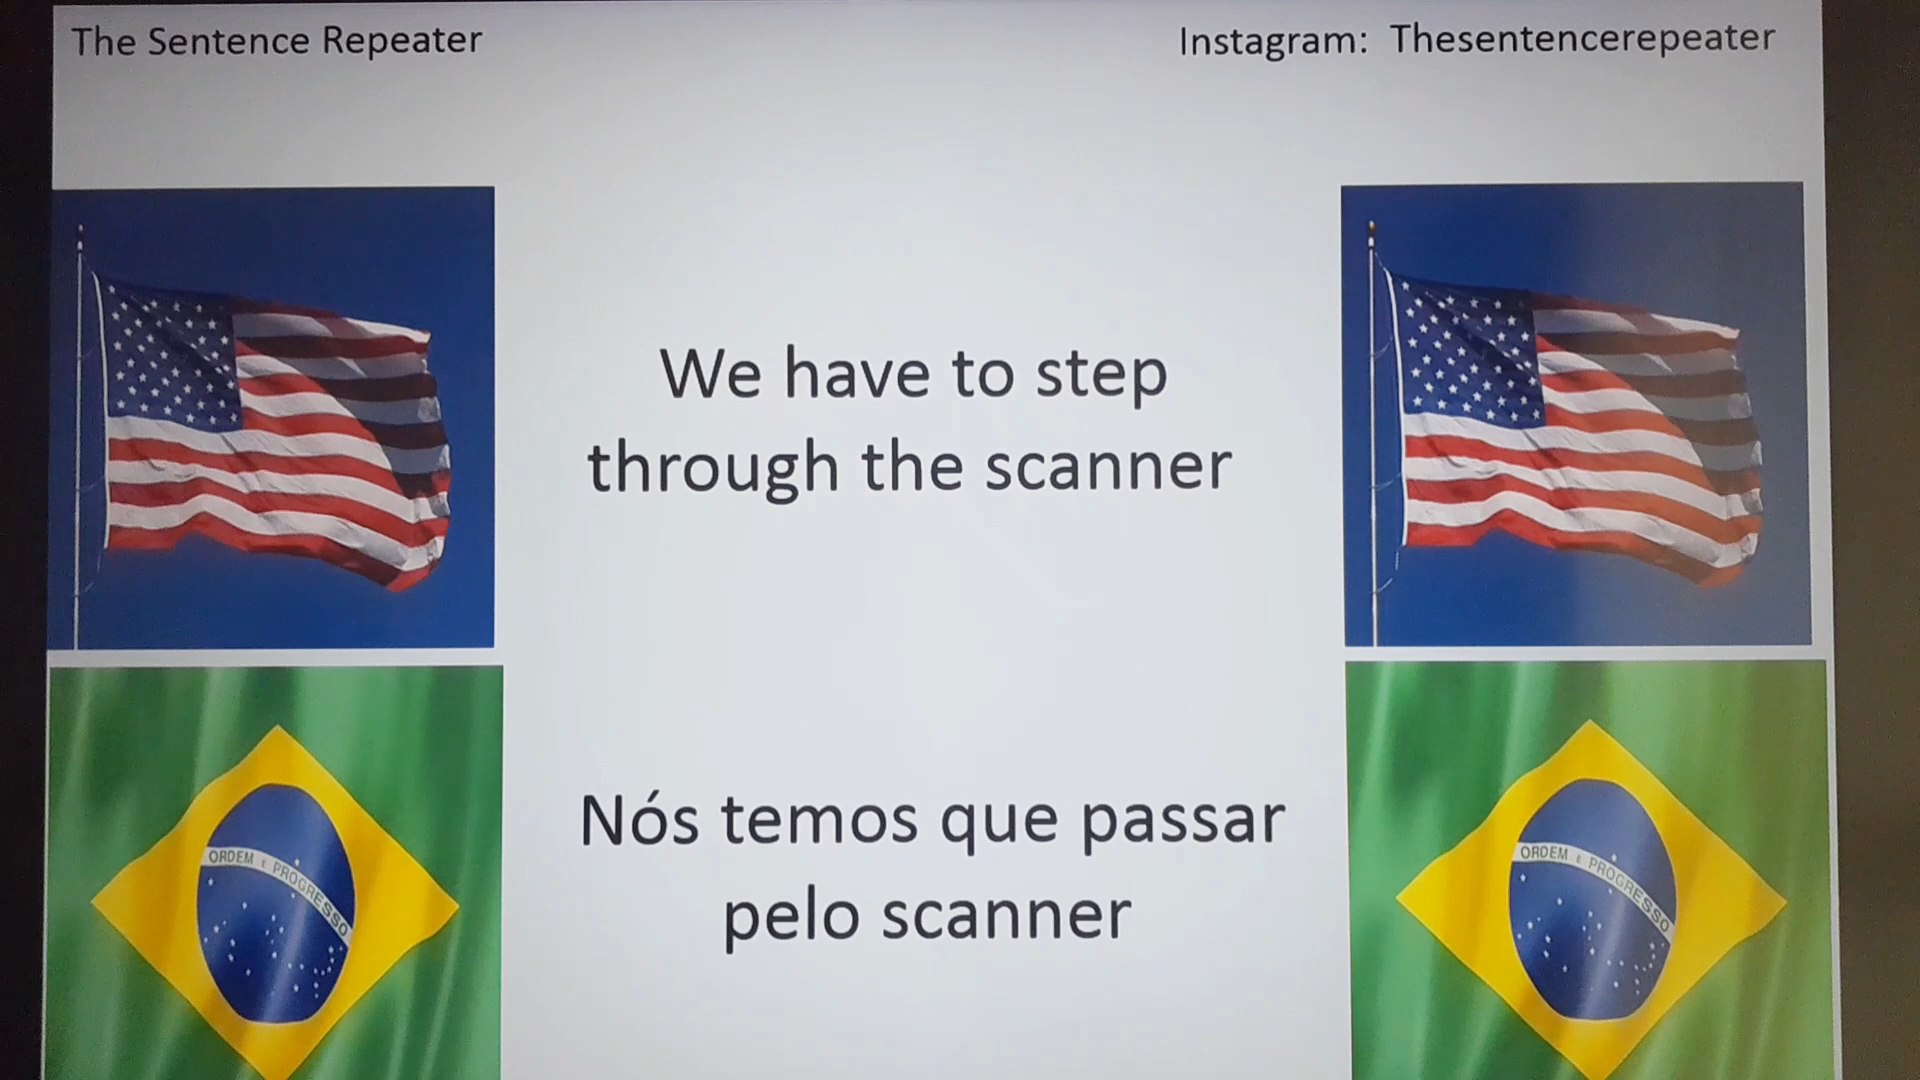 The Sentence Repeater
Instagram: Thesentencerepeater
We have to step
through the scanner
Nós temos que passar
pelo scanner
ORDEM E PROGRESSO
ORDEM E PROGRESSO